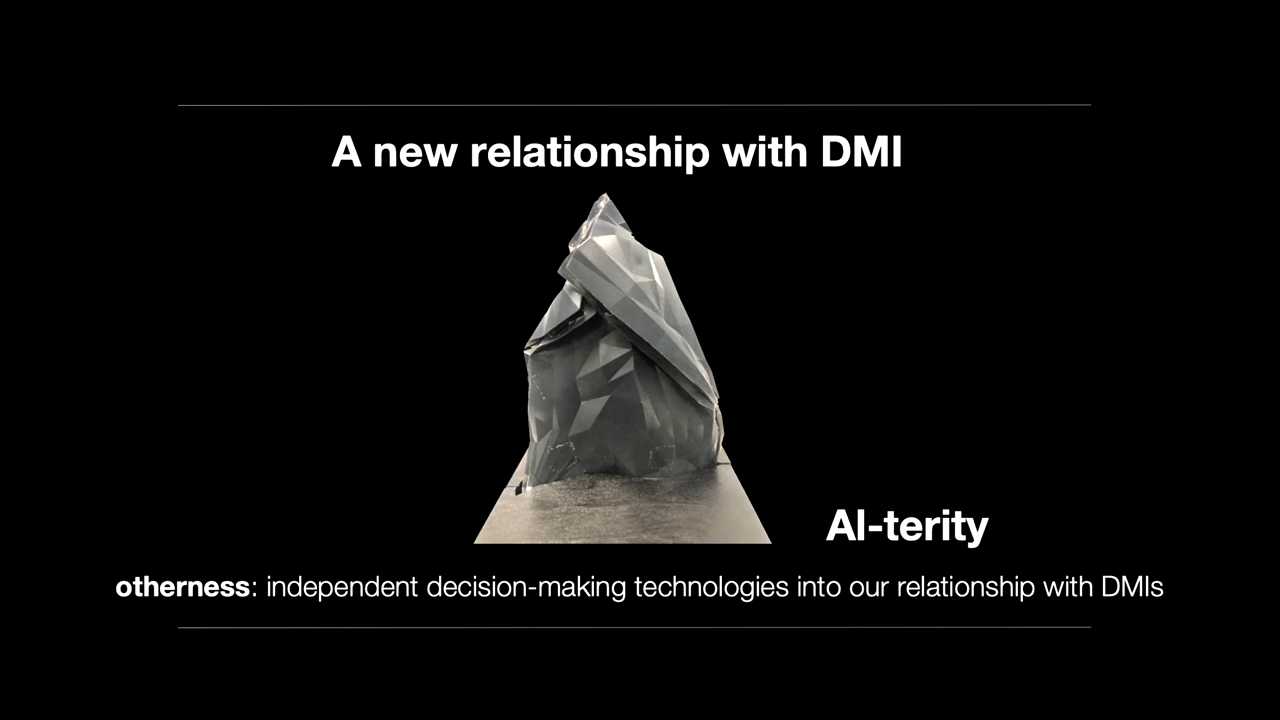 A new relationship with DMI
AI-terity
otherness: independent decision-making technologies into our relationship with DMIs